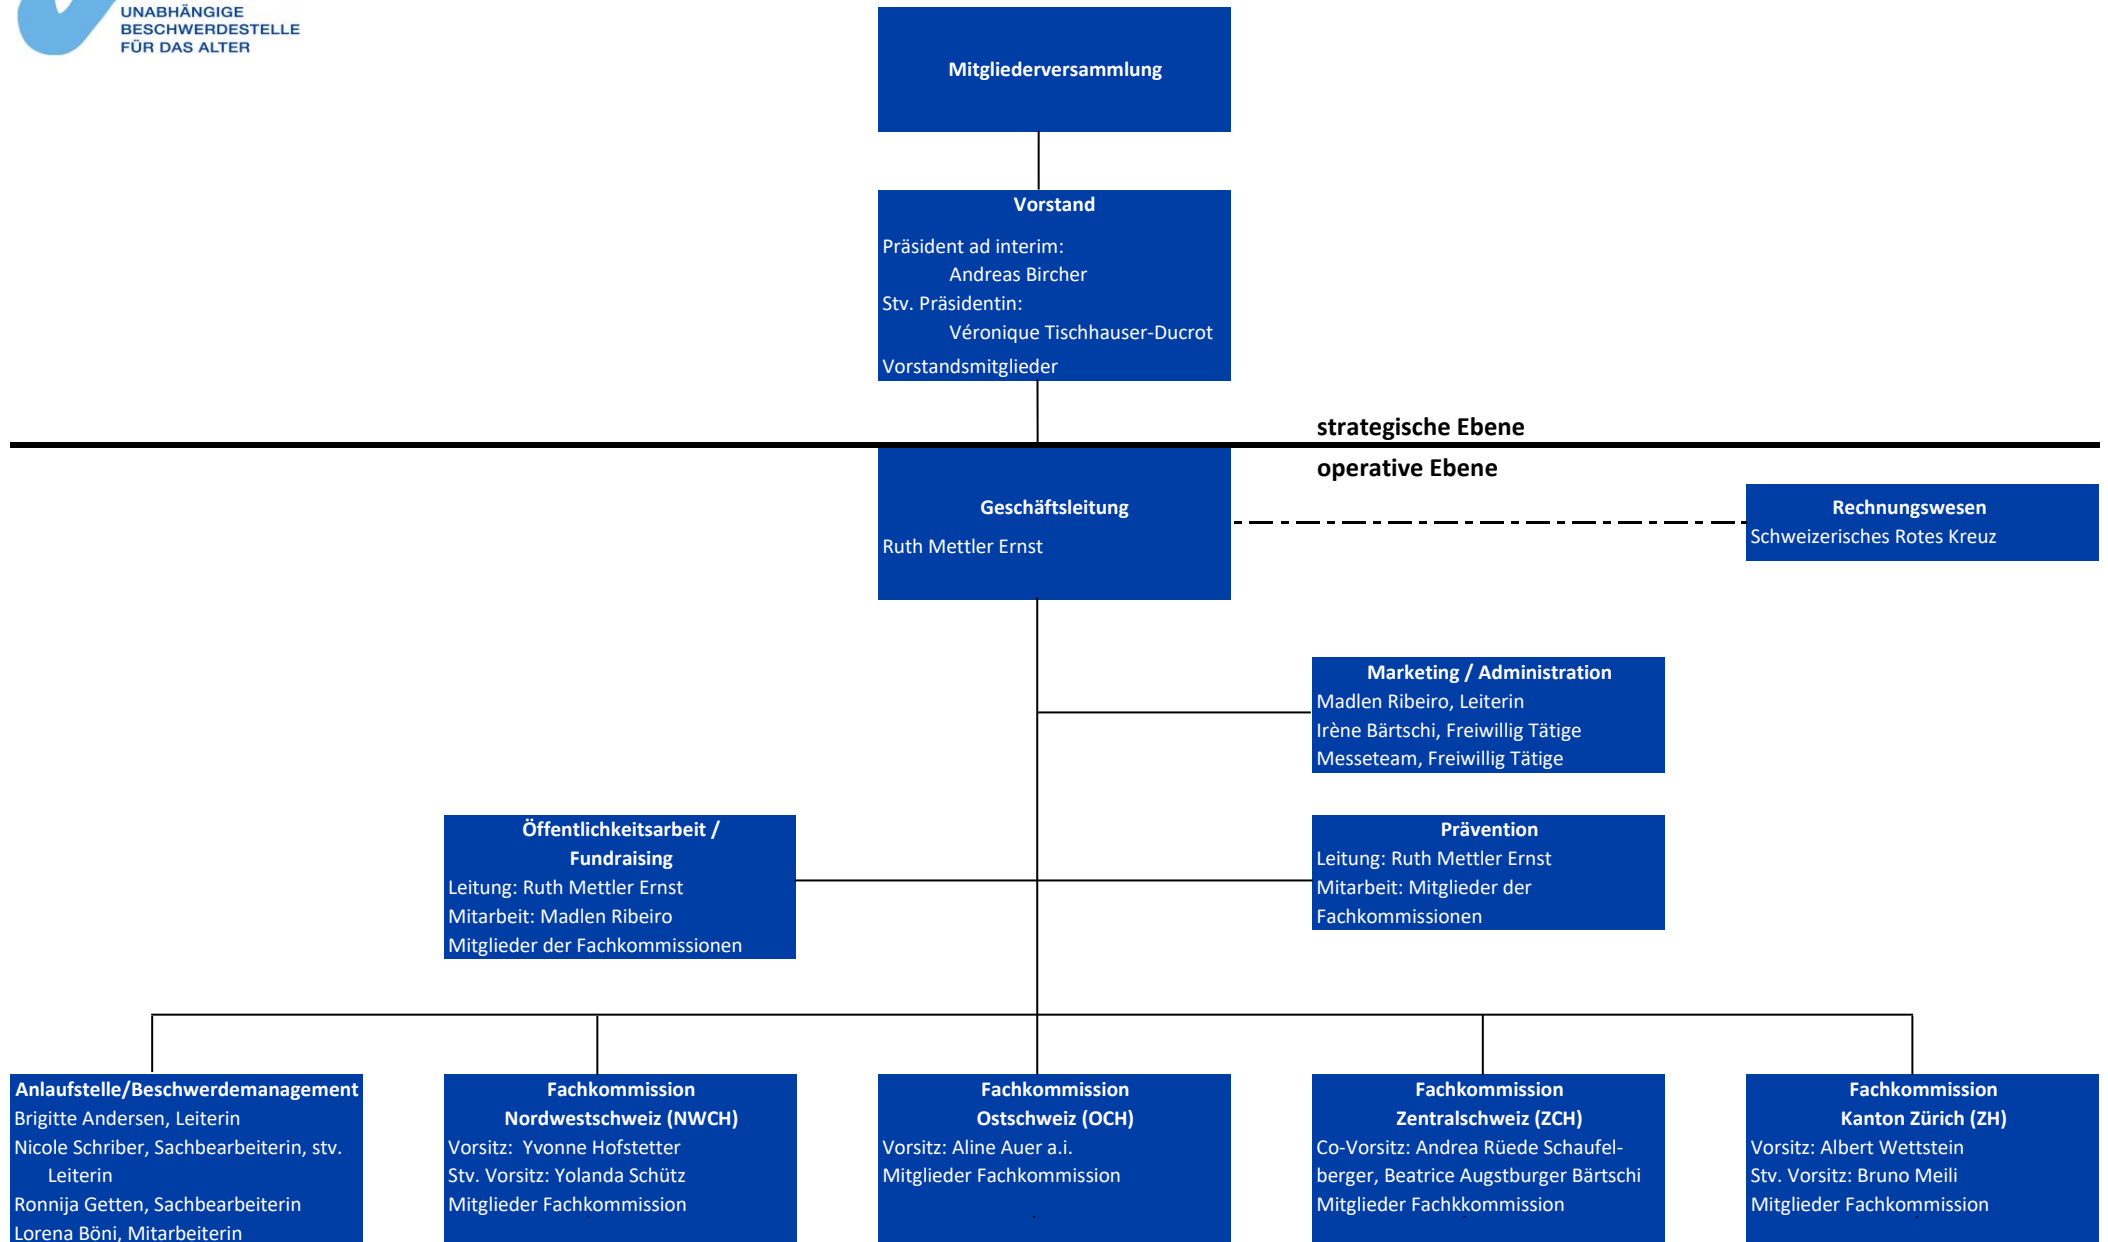 UNABHÄNGIGE
BESCHWERDESTELLE
FÜR DAS ALTER
Mitgliederversammlung
Vorstand
Präsident ad interim:
Andreas Bircher
Stv. Präsidentin:
Véronique Tischhauser-Ducrot
Vorstandsmitglieder
strategische Ebene
operative Ebene
Geschäftsleitung
Ruth Mettler Ernst
Rechnungswesen
Schweizerisches Rotes Kreuz
Marketing / Administration
Madlen Ribeiro, Leiterin
Irène Bärtschi, Freiwillig Tätige
Messeteam, Freiwillig Tätige
Öffentlichkeitsarbeit /
Fundraising
Leitung: Ruth Mettler Ernst
Mitarbeit: Madlen Ribeiro
Mitglieder der Fachkommissionen
Prävention
Leitung: Ruth Mettler Ernst
Mitarbeit: Mitglieder der
Fachkommissionen
Anlaufstelle/Beschwerdemanagement
Brigitte Andersen, Leiterin
Nicole Schriber, Sachbearbeiterin, stv.
Leiterin
Ronnija Getten, Sachbearbeiterin
Lorena Böni, Mitarbeiterin
Fachkommission
Nordwestschweiz (NWCH)
Vorsitz: Yvonne Hofstetter
Stv. Vorsitz: Yolanda Schütz
Mitglieder Fachkommission
Fachkommission
Ostschweiz (OCH)
Vorsitz: Aline Auer a.i.
Mitglieder Fachkommission
Fachkommission
Zentralschweiz (ZCH)
Co-Vorsitz: Andrea Rüede Schaufel-
berger, Beatrice Augstburger Bärtschi
Mitglieder Fachkkommission
Fachkommission
Kanton Zürich (ZH)
Vorsitz: Albert Wettstein
Stv. Vorsitz: Bruno Meili
Mitglieder Fachkommission